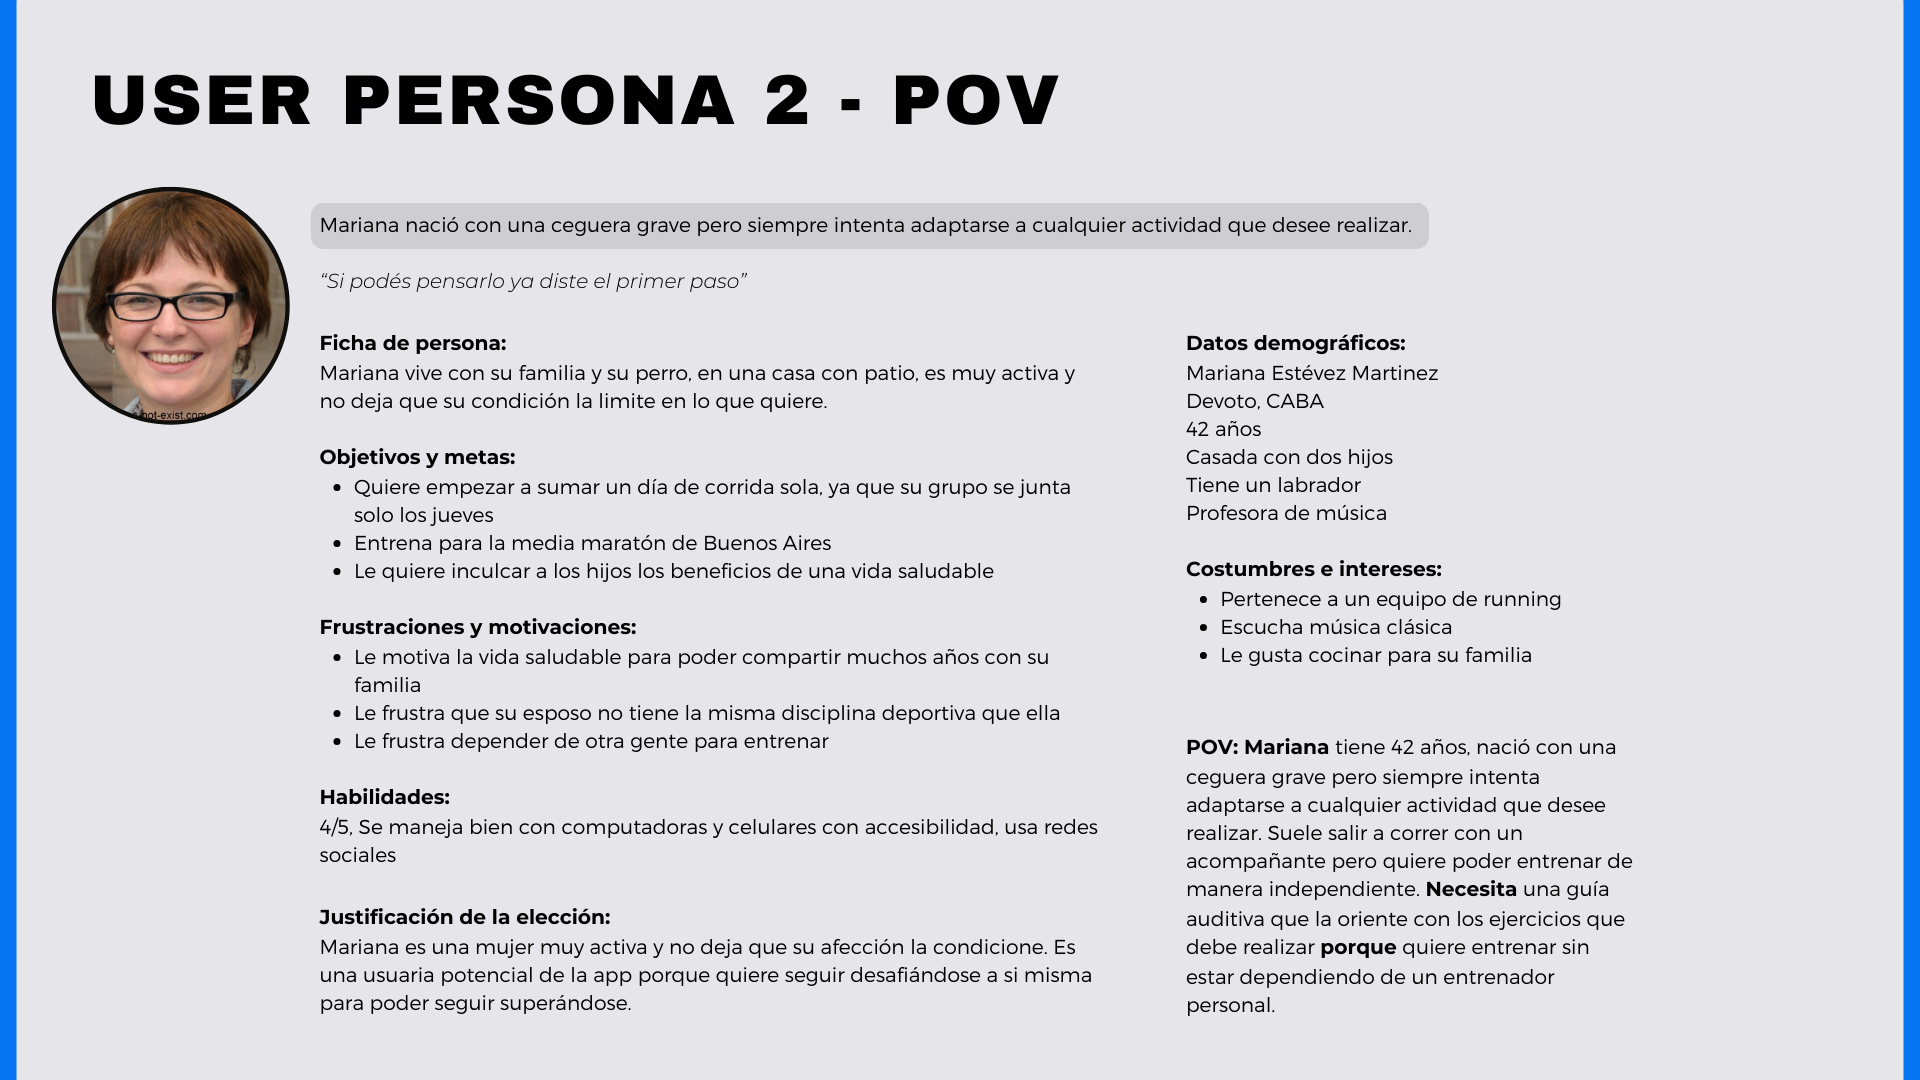 USER PERSONA 2 - POV
Mariana nació con una ceguera grave pero siempre intenta adaptarse a cualquier actividad que desee realizar.
“Si podés pensarlo ya diste el primer paso”
Ficha de persona:
Mariana vive con su familia y su perro, en una casa con patio, es muy activa y
no deja que su condición la limite en lo que quiere.
Objetivos y metas:
• Quiere empezar a sumar un día de corrida sola, ya que su grupo se junta
solo los jueves
• Entrena para la media maratón de Buenos Aires
• Le quiere inculcar a los hijos los beneficios de una vida saludable
Frustraciones y motivaciones:
• Le motiva la vida saludable para poder compartir muchos años con su
familia
• Le frustra que su esposo no tiene la misma disciplina deportiva que ella
• Le frustra depender de otra gente para entrenar
Habilidades:
4/5, Se maneja bien con computadoras y celulares con accesibilidad, usa redes
sociales
Justificación de la elección:
Mariana es una mujer muy activa y no deja que su afección la condicione. Es
una usuaria potencial de la app porque quiere seguir desafiándose a si misma
para poder seguir superándose.
Datos demográficos:
Mariana Estévez Martinez
Devoto, CABA
42 años
Casada con dos hijos
Tiene un labrador
Profesora de música
Costumbres e intereses:
• Pertenece a un equipo de running
• Escucha música clásica
• Le gusta cocinar para su familia
POV: Mariana tiene 42 años, nació con una
ceguera grave pero siempre intenta
adaptarse a cualquier actividad que desee
realizar. Suele salir a correr con un
acompañante pero quiere poder entrenar de
manera independiente. Necesita una guía
auditiva que la oriente con los ejercicios que
debe realizar porque quiere entrenar sin
estar dependiendo de un entrenador
personal.
not-exist.com